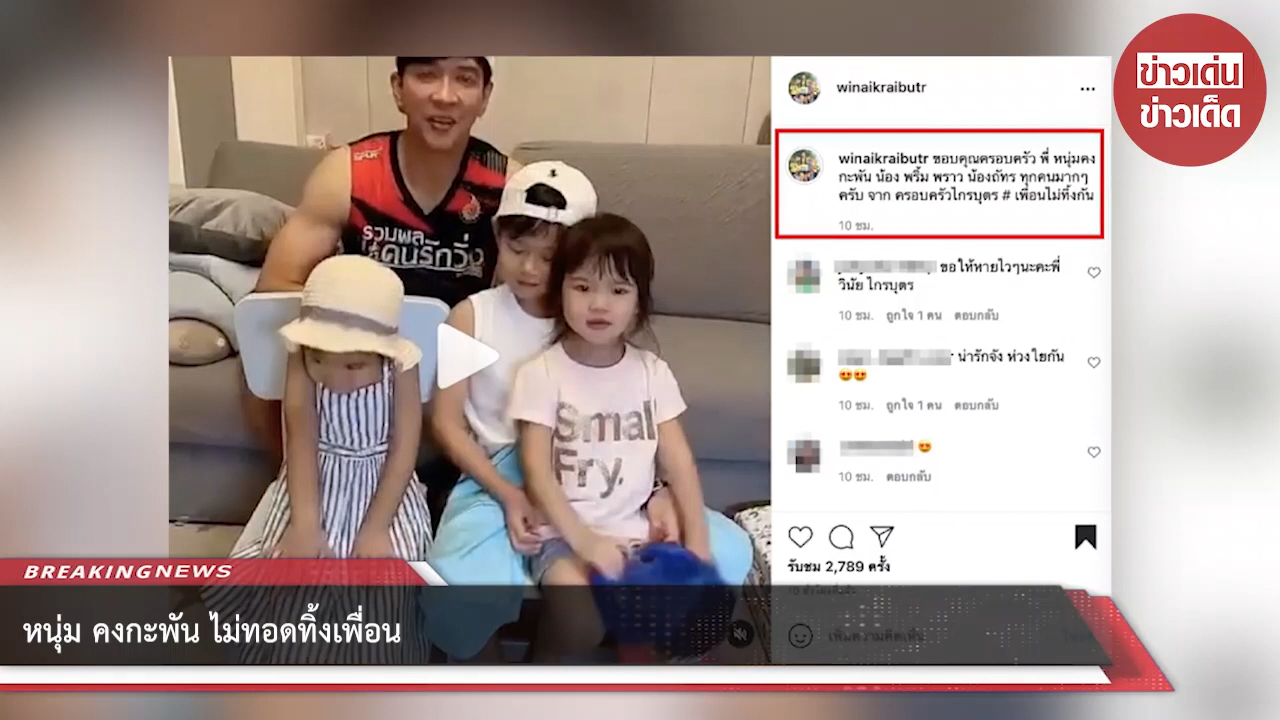 ข่าวเด่น
ข่าวเด็ด
winaikraibutr
winaikraibutr ขอบคุณครอบครัว พี่ หนุ่มคง
กะพัน น้อง พริ้ม พราว น้องถัทร ทุกคนมากๆ
ครับ จาก ครอบครัวไกรบุตร # เพื่อนไม่ทิ้งกัน
10 ชม.
ขอให้หายไวๆนะคะพี่
วินัย ไกรบุตร
10 ชม. ถูกใจ 1 คน ตอบกลับ
น่ารักจัง ห่วงใยกัน
😍😍
10 ชม. ถูกใจ 1 คน ตอบกลับ
😍
10 ชม. ตอบกลับ
รับชม 2,789 ครั้ง
รวมพล
คนรักวิ่ง
Small
Fry.
BREAKINGNEWS
หนุ่ม คงกะพัน ไม่ทอดทิ้งเพื่อน